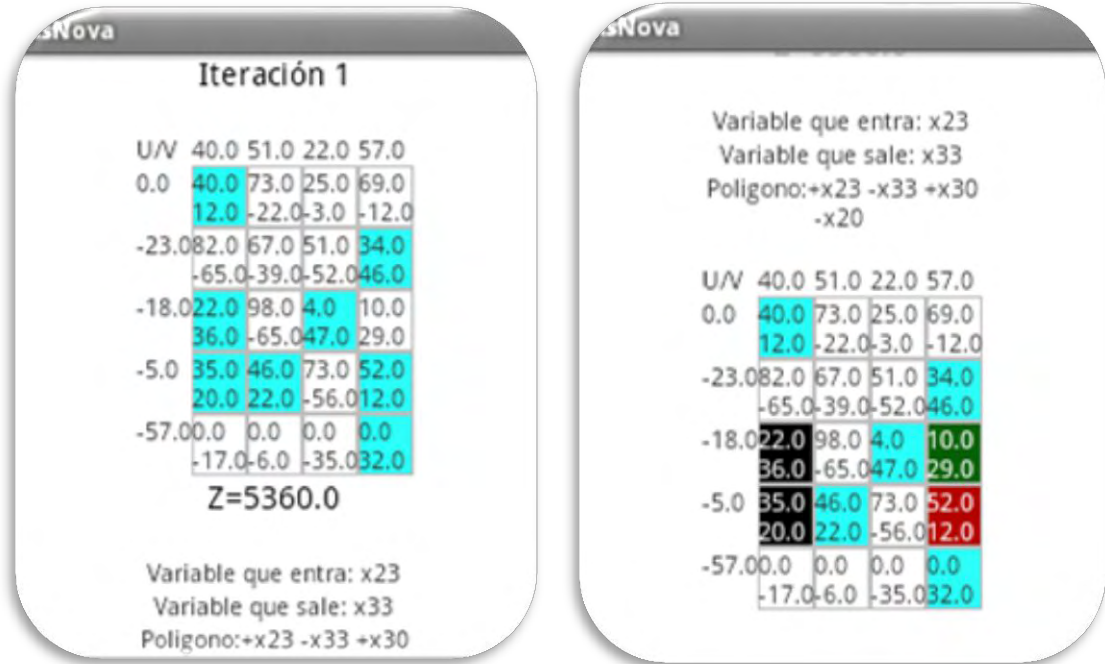 sNova
Iteración 1
U/V 40.0 51.0 22.0 57.0
0.0 40.0 73.0 25.0 69.0
12.0 -22.0 -3.0 -12.0
-23.0 82.0 67.0 51.0 34.0
-65.0 -39.0 -52.0 46.0
-18.0 22.0 98.0 4.0 10.0
36.0 -65.0 47.0 29.0
-5.0 35.0 46.0 73.0 52.0
20.0 22.0 -56.0 12.0
-57.0 0.0 0.0 0.0 0.0
-17.0 -6.0 -35.0 32.0
Z=5360.0
Variable que entra: x23
Variable que sale: x33
Poligono:+x23 -x33 +x30
sNova
Variable que entra: x23
Variable que sale: x33
Poligono:+x23 -x33 +x30
-x20
U/V 40.0 51.0 22.0 57.0
0.0 40.0 73.0 25.0 69.0
12.0 -22.0 -3.0 -12.0
-23.0 82.0 67.0 51.0 34.0
-65.0 -39.0 -52.0 46.0
-18.0 22.0 98.0 4.0 10.0
36.0 -65.0 47.0 29.0
-5.0 35.0 46.0 73.0 52.0
20.0 22.0 -56.0 12.0
-57.0 0.0 0.0 0.0 0.0
-17.0 -6.0 -35.0 32.0